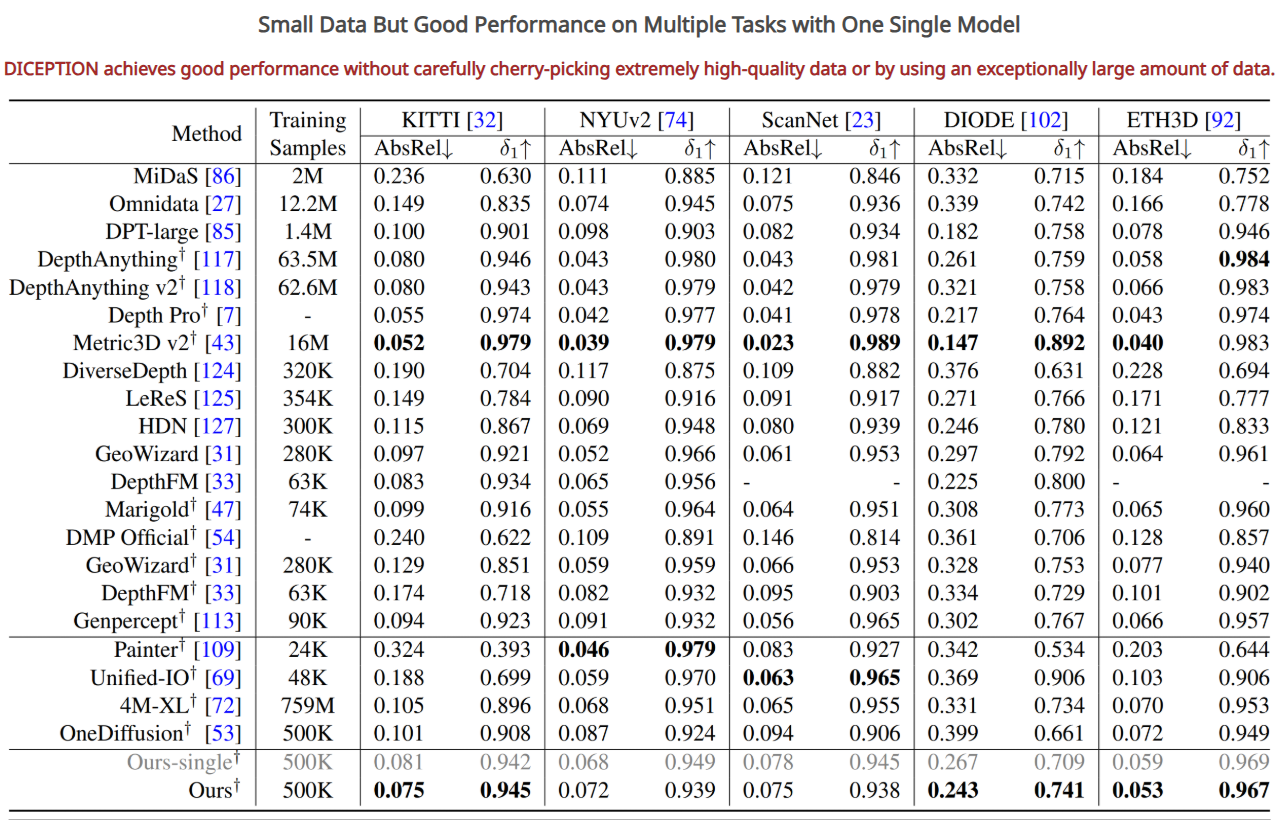 Small Data But Good Performance on Multiple Tasks with One Single Model
DICEPTION achieves good performance without carefully cherry-picking extremely high-quality data or by using an exceptionally large amount of data.
Method Training Samples KITTI [32] NYUv2 [74] ScanNet [23] DIODE [102] ETH3D [92]
AbsRel↓ δ1↑ AbsRel↓ δ1↑ AbsRel↓ δ1↑ AbsRel↓ δ1↑ AbsRel↓ δ1↑
MiDaS [86] 2M 0.236 0.630 0.111 0.885 0.121 0.846 0.332 0.715 0.184 0.752
Omnidata [27] 12.2M 0.149 0.835 0.074 0.945 0.075 0.936 0.339 0.742 0.166 0.778
DPT-large [85] 1.4M 0.100 0.901 0.098 0.903 0.082 0.934 0.182 0.758 0.078 0.946
DepthAnything† [117] 63.5M 0.080 0.946 0.043 0.980 0.043 0.981 0.261 0.759 0.058 0.984
DepthAnything v2† [118] 62.6M 0.080 0.943 0.043 0.979 0.042 0.979 0.321 0.758 0.066 0.983
Depth Pro† [7] - 0.055 0.974 0.042 0.977 0.041 0.978 0.217 0.764 0.043 0.974
Metric3D v2† [43] 16M 0.052 0.979 0.039 0.979 0.023 0.989 0.147 0.892 0.040 0.983
DiverseDepth [124] 320K 0.190 0.704 0.117 0.875 0.109 0.882 0.376 0.631 0.228 0.694
LeReS [125] 354K 0.149 0.784 0.090 0.916 0.091 0.917 0.271 0.766 0.171 0.777
HDN [127] 300K 0.115 0.867 0.069 0.948 0.080 0.939 0.246 0.780 0.121 0.833
GeoWizard [31] 280K 0.097 0.921 0.052 0.966 0.061 0.953 0.297 0.792 0.064 0.961
DepthFM [33] 63K 0.083 0.934 0.065 0.956 - - 0.225 0.800 - -
Marigold† [47] 74K 0.099 0.916 0.055 0.964 0.064 0.951 0.308 0.773 0.065 0.960
DMP Official† [54] - 0.240 0.622 0.109 0.891 0.146 0.814 0.361 0.706 0.128 0.857
GeoWizard† [31] 280K 0.129 0.851 0.059 0.959 0.066 0.953 0.328 0.753 0.077 0.940
DepthFM† [33] 63K 0.174 0.718 0.082 0.932 0.095 0.903 0.334 0.729 0.101 0.902
Genpercept† [113] 90K 0.094 0.923 0.091 0.932 0.056 0.965 0.302 0.767 0.066 0.957
Painter† [109] 24K 0.324 0.393 0.046 0.979 0.083 0.927 0.342 0.534 0.203 0.644
Unified-IO† [69] 48K 0.188 0.699 0.059 0.970 0.063 0.965 0.369 0.906 0.103 0.906
4M-XL† [72] 759M 0.105 0.896 0.068 0.951 0.065 0.955 0.331 0.734 0.070 0.953
OneDiffusion† [53] 500K 0.101 0.908 0.087 0.924 0.094 0.906 0.399 0.661 0.072 0.949
Ours-single† 500K 0.081 0.942 0.068 0.949 0.078 0.945 0.267 0.709 0.059 0.969
Ours† 500K 0.075 0.945 0.072 0.939 0.075 0.938 0.243 0.741 0.053 0.967